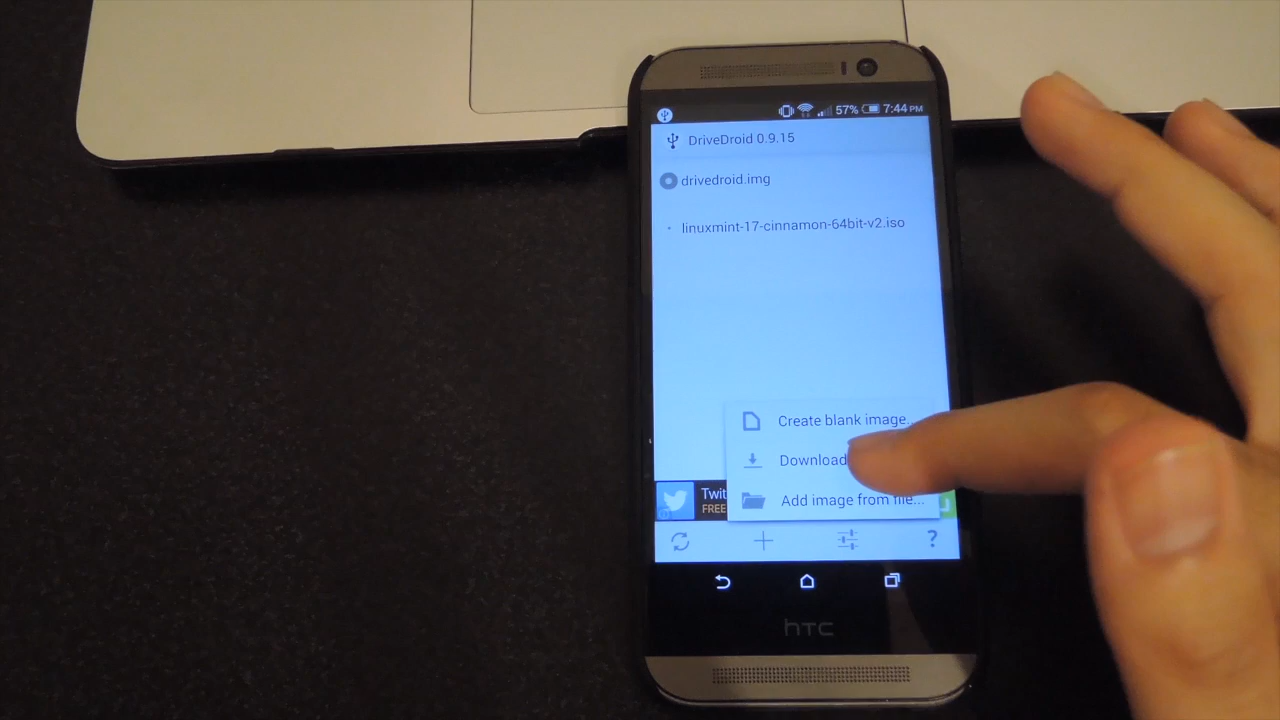 57% 7:44 PM
DriveDroid 0.9.15
drivedroid.img
linuxmint-17-cinnamon-64bit-v2.iso
Create blank image...
Download
Add image from file...
FREE
?
hTC